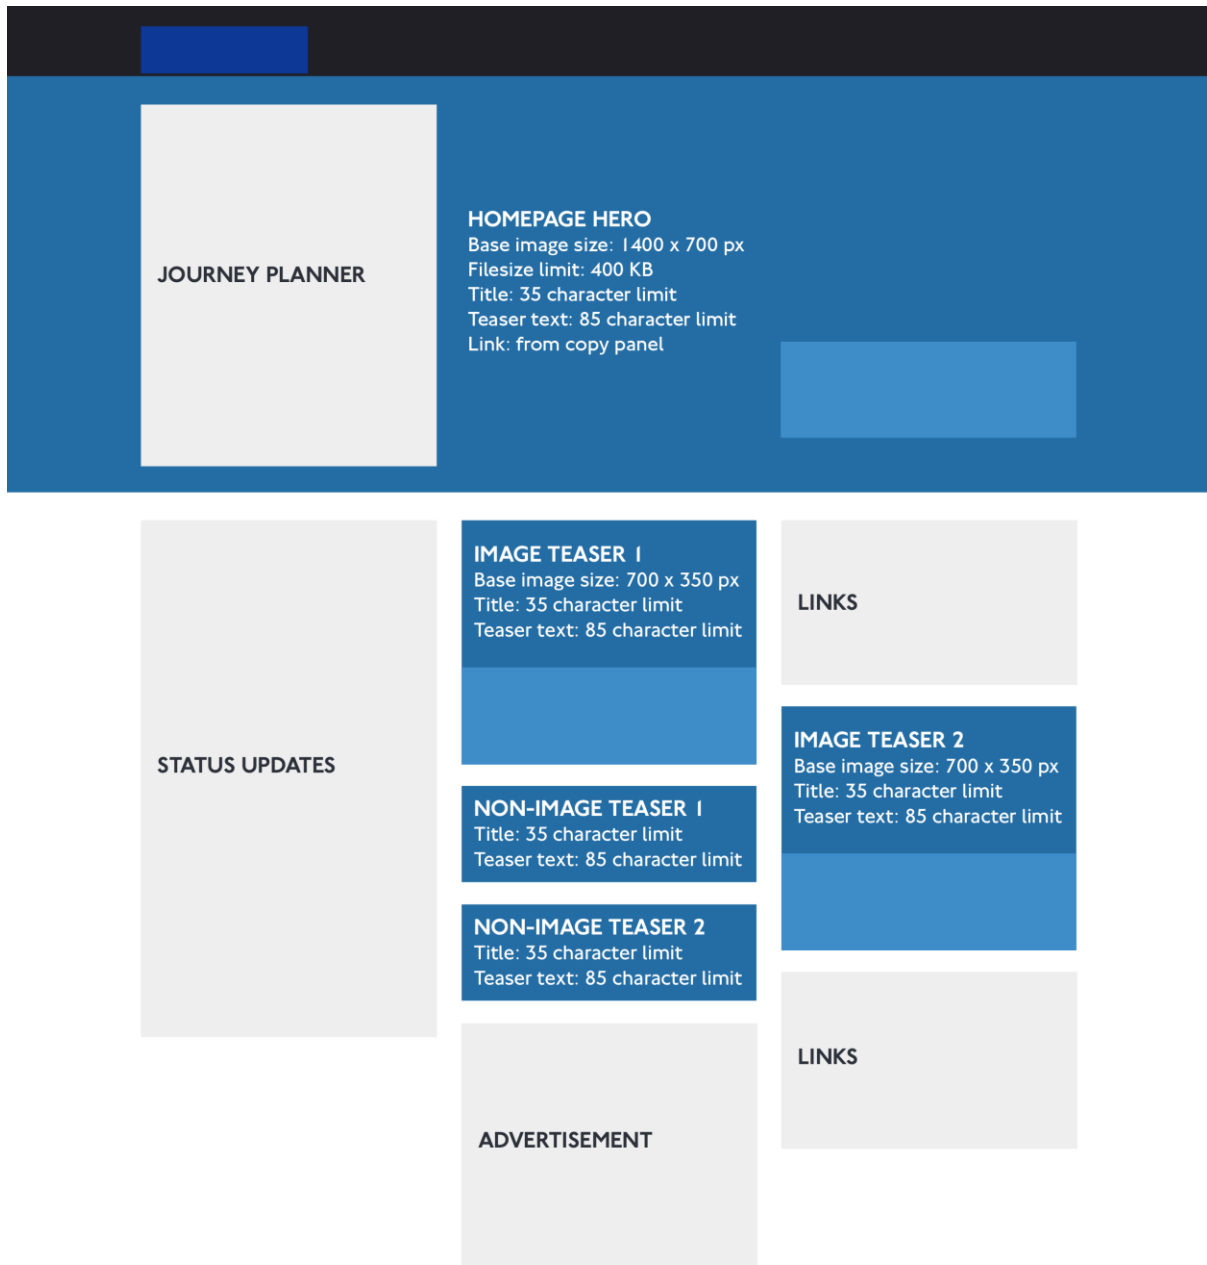 JOURNEY PLANNER
HOMEPAGE HERO
Base image size: 1400 x 700 px
Filesize limit: 400 KB
Title: 35 character limit
Teaser text: 85 character limit
Link: from copy panel
STATUS UPDATES
IMAGE TEASER 1
Base image size: 700 x 350 px
Title: 35 character limit
Teaser text: 85 character limit
NON-IMAGE TEASER 1
Title: 35 character limit
Teaser text: 85 character limit
NON-IMAGE TEASER 2
Title: 35 character limit
Teaser text: 85 character limit
ADVERTISEMENT
LINKS
IMAGE TEASER 2
Base image size: 700 x 350 px
Title: 35 character limit
Teaser text: 85 character limit
LINKS